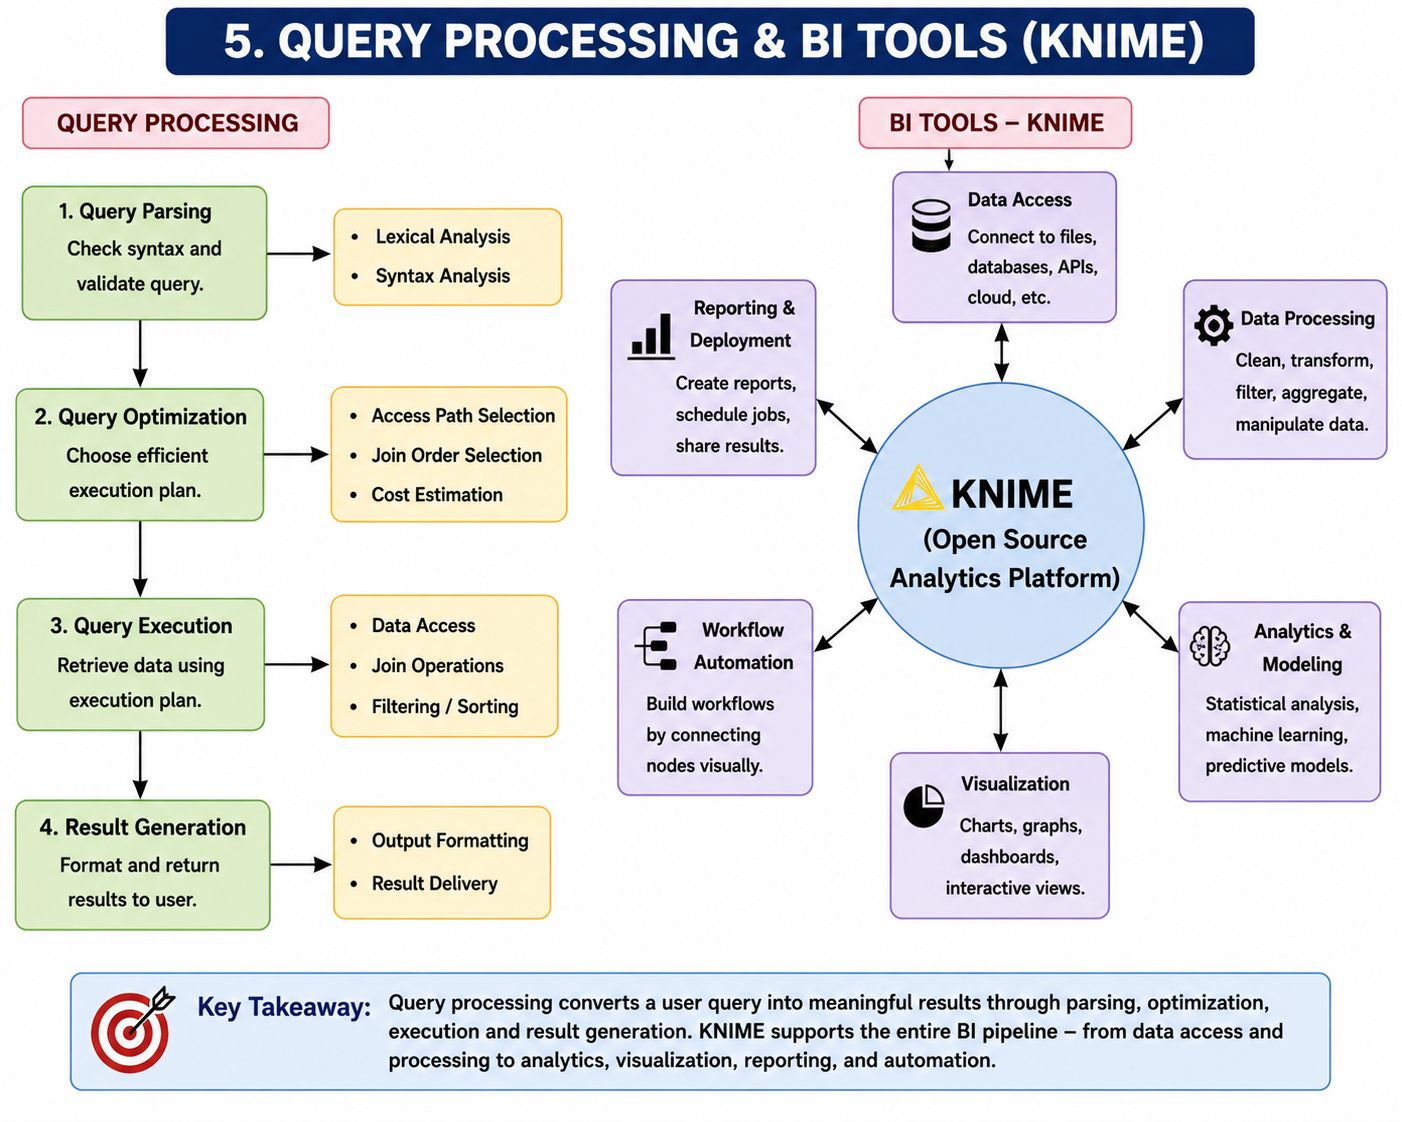 5. QUERY PROCESSING & BI TOOLS (KNIME)
QUERY PROCESSING
1. Query Parsing
Check syntax and
validate query.
• Lexical Analysis
• Syntax Analysis
2. Query Optimization
Choose efficient
execution plan.
• Access Path Selection
• Join Order Selection
• Cost Estimation
3. Query Execution
Retrieve data using
execution plan.
• Data Access
• Join Operations
• Filtering / Sorting
4. Result Generation
Format and return
results to user.
• Output Formatting
• Result Delivery
BI TOOLS – KNIME
Data Access
Connect to files,
databases, APIs,
cloud, etc.
Reporting &
Deployment
Create reports,
schedule jobs,
share results.
Data Processing
Clean, transform,
filter, aggregate,
manipulate data.
KNIME
(Open Source
Analytics Platform)
Workflow
Automation
Build workflows
by connecting
nodes visually.
Analytics &
Modeling
Statistical analysis,
machine learning,
predictive models.
Visualization
Charts, graphs,
dashboards,
interactive views.
Key Takeaway:
Query processing converts a user query into meaningful results through parsing, optimization,
execution and result generation. KNIME supports the entire BI pipeline – from data access and
processing to analytics, visualization, reporting, and automation.